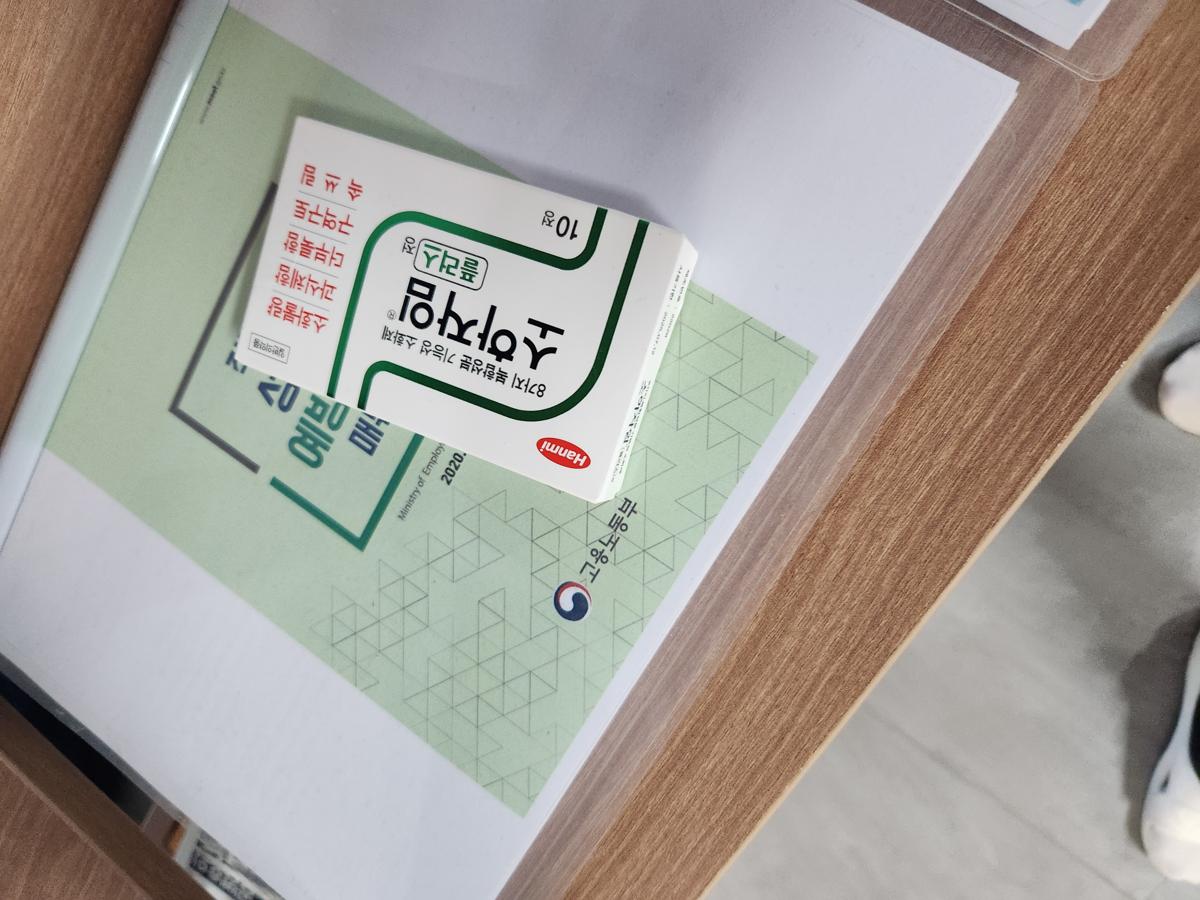 일반의약품
소화불량
과식체함
더부룩함
구역구토
속 쓰 림
8가지 복합성분 기능성 소화제
소하자임®
플러스 정
10정
Hanmi
예방
Ministry of Employ
2020.
고용노동부